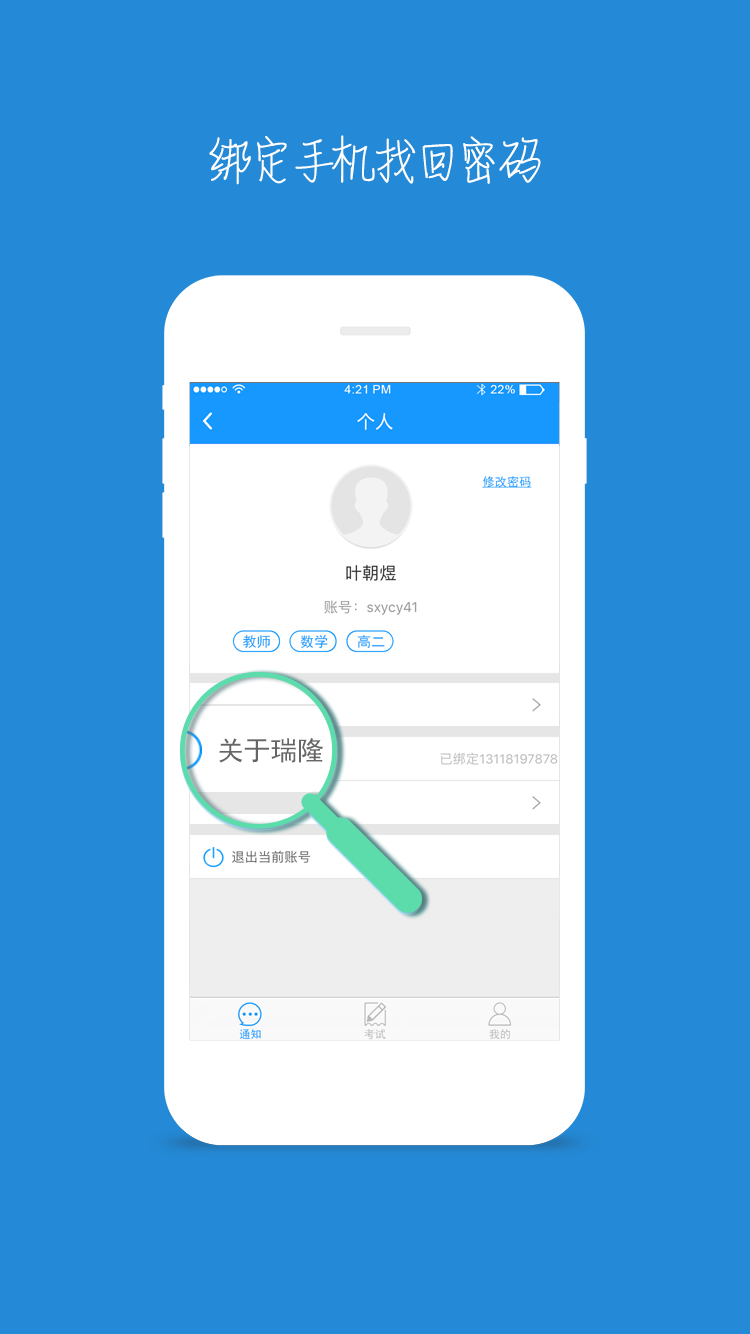 绑定手机找回密码
4:21 PM 22%
个人
修改密码
叶朝煜
账号：sxycy41
教师 数学 高二
关于瑞隆
已绑定13118197878
退出当前账号
通知 考试 我的